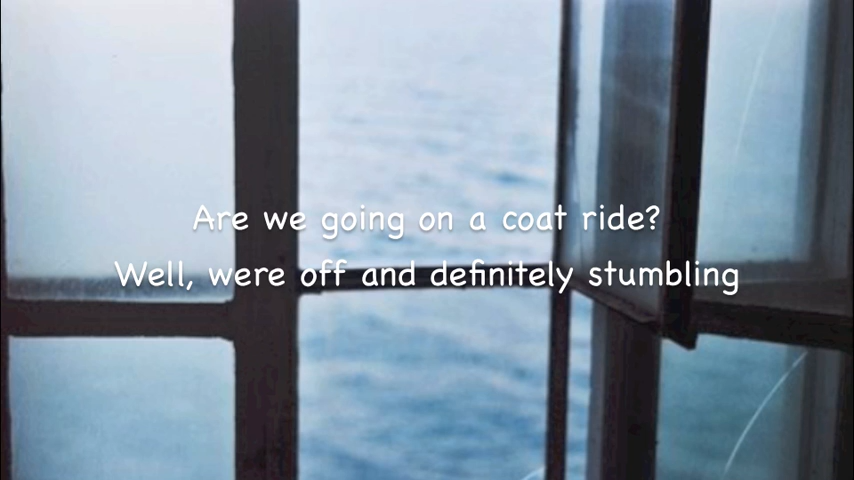 Are we going on a coat ride?
Well, were off and definitely stumbling